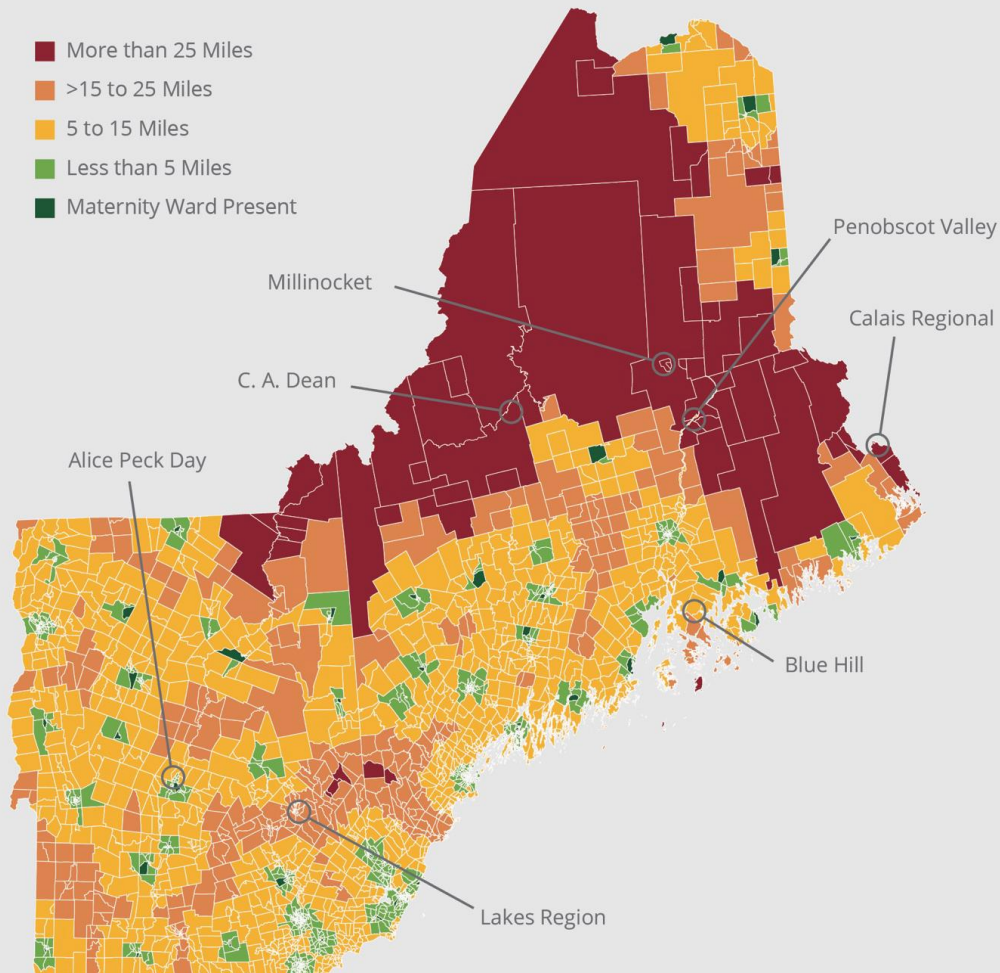 More than 25 Miles
>15 to 25 Miles
5 to 15 Miles
Less than 5 Miles
Maternity Ward Present
Penobscot Valley
Millinocket
Calais Regional
C. A. Dean
Alice Peck Day
Blue Hill
Lakes Region